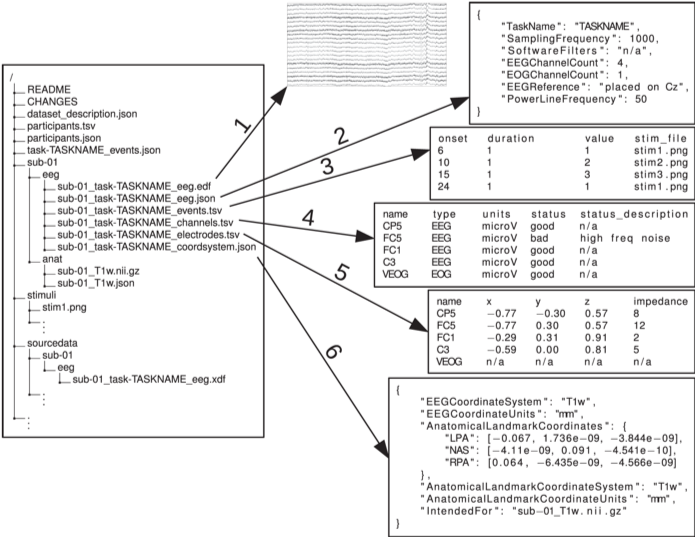 /
README
CHANGES
dataset_description.json
participants.tsv
participants.json
task-TASKNAME_events.json
sub-01
eeg
sub-01_task-TASKNAME_eeg.edf
sub-01_task-TASKNAME_eeg.json
sub-01_task-TASKNAME_events.tsv
sub-01_task-TASKNAME_channels.tsv
sub-01_task-TASKNAME_electrodes.tsv
sub-01_task-TASKNAME_coordsystem.json
anat
sub-01_T1w.nii.gz
sub-01_T1w.json
stimuli
stim1.png
:
sourcedata
sub-01
eeg
sub-01_task-TASKNAME_eeg.xdf
:
:
1
2
3
4
5
6
{
"TaskName": "TASKNAME",
"SamplingFrequency": 1000,
"SoftwareFilters": "n/a",
"EEGChannelCount": 4,
"EOGChannelCount": 1,
"EEGReference": "placed on Cz",
"PowerLineFrequency": 50
}
onset duration value stim_file
6 1 1 stim1.png
10 1 2 stim2.png
15 1 3 stim3.png
24 1 1 stim1.png
name type units status status_description
CP5 EEG microV good n/a
FC5 EEG microV bad high freq noise
FC1 EEG microV good n/a
C3 EEG microV good n/a
VEOG EOG microV good n/a
name x y z impedance
CP5 −0.77 −0.30 0.57 8
FC5 −0.77 0.30 0.57 12
FC1 −0.29 0.31 0.91 2
C3 −0.59 0.00 0.81 5
VEOG n/a n/a n/a n/a
{
"EEGCoordinateSystem": "T1w",
"EEGCoordinateUnits": "mm",
"AnatomicalLandmarkCoordinates": {
"LPA": [−0.067, 1.736e−09, −3.844e−09],
"NAS": [−4.11e−09, 0.091, −4.541e−10],
"RPA": [0.064, −6.435e−09, −4.566e−09]
},
"AnatomicalLandmarkCoordinateSystem": "T1w",
"AnatomicalLandmarkCoordinateUnits": "mm",
"IntendedFor": "sub−01_T1w.nii.gz"
}